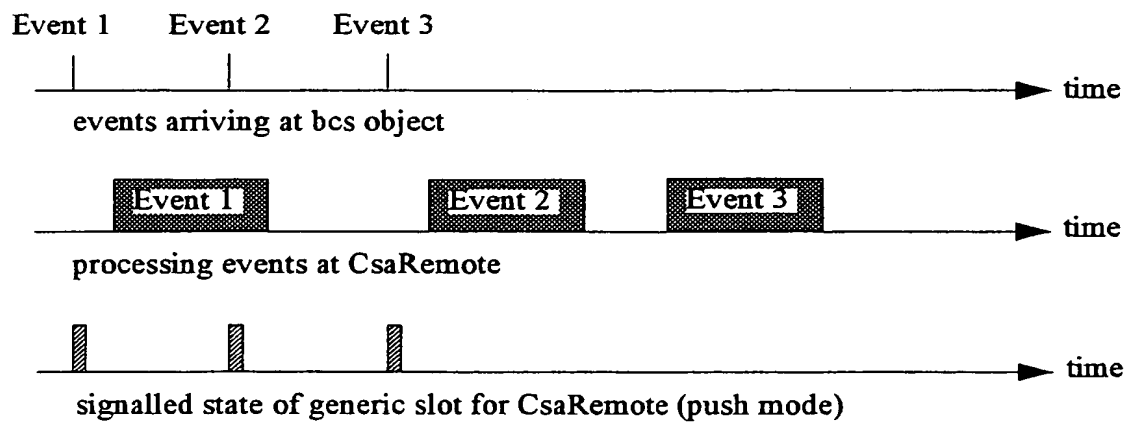 Event 1 Event 2 Event 3
time
events arriving at bcs object
Event 1 Event 2 Event 3
time
processing events at CsaRemote
time
signalled state of generic slot for CsaRemote (push mode)